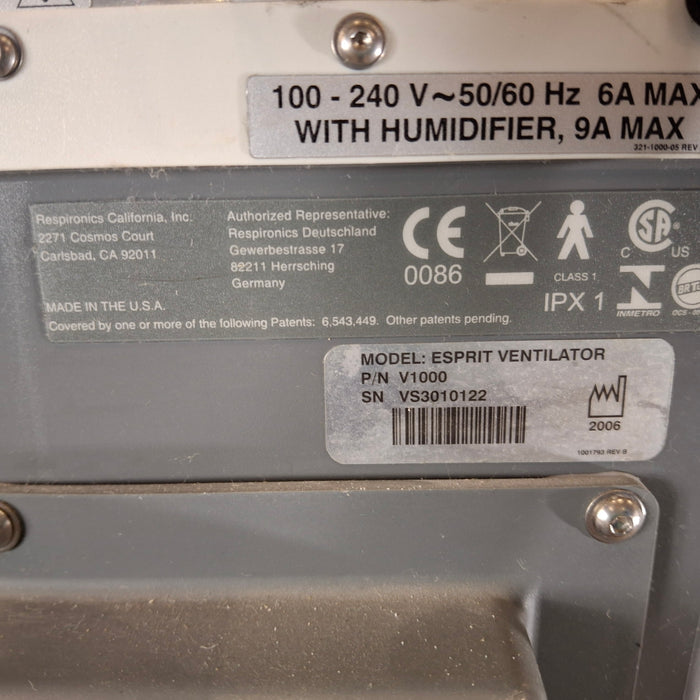 100 - 240 V~50/60 Hz 6A MAX
WITH HUMIDIFIER, 9A MAX
321-1000-05 REV
Respironics California, Inc.
2271 Cosmos Court
Carlsbad, CA 92011
Authorized Representative:
Respironics Deutschland
Gewerbestrasse 17
82211 Herrsching
Germany
CE
0086
CLASS 1
IPX 1
SA
C US
INMETRO
MADE IN THE U.S.A.
Covered by one or more of the following Patents: 6,543,449. Other patents pending.
MODEL: ESPRIT VENTILATOR
P/N V1000
SN VS3010122
2006
1001793 REV B